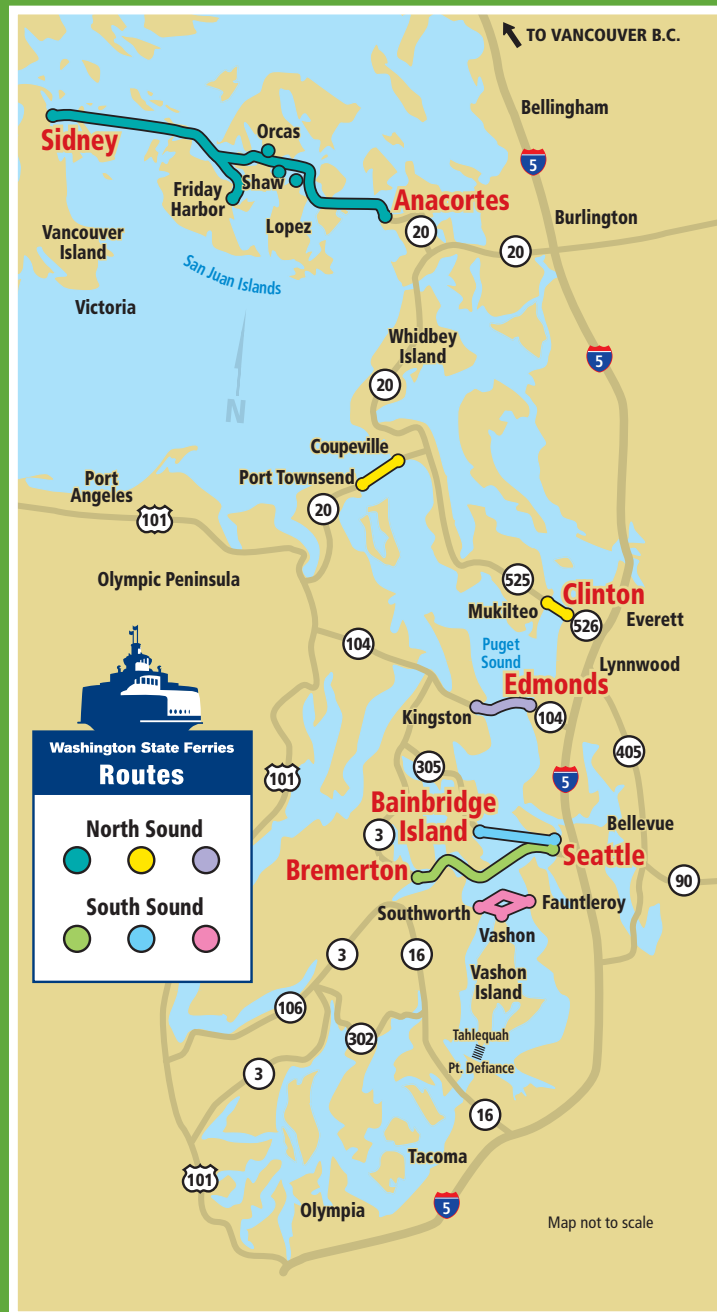 TO VANCOUVER B.C.
Bellingham
Sidney
Orcas
5
Friday
Harbor
Shaw
Anacortes
Lopez
20
Burlington
20
Vancouver
Island
San Juan Islands
Victoria
Whidbey
Island
5
20
N
Coupeville
Port Townsend
Port
Angeles
101
20
Olympic Peninsula
525
Clinton
Mukilteo
526
Everett
104
Puget
Sound
Lynnwood
Edmonds
Kingston
104
Washington State Ferries
Routes
North Sound
South Sound
101
305
405
5
Bainbridge
Island
3
Bellevue
Bremerton
Seattle
90
Southworth
Fauntleroy
Vashon
3
16
Vashon
Island
106
302
Tahlequah
Pt. Defiance
3
16
Tacoma
101
Olympia
5
Map not to scale